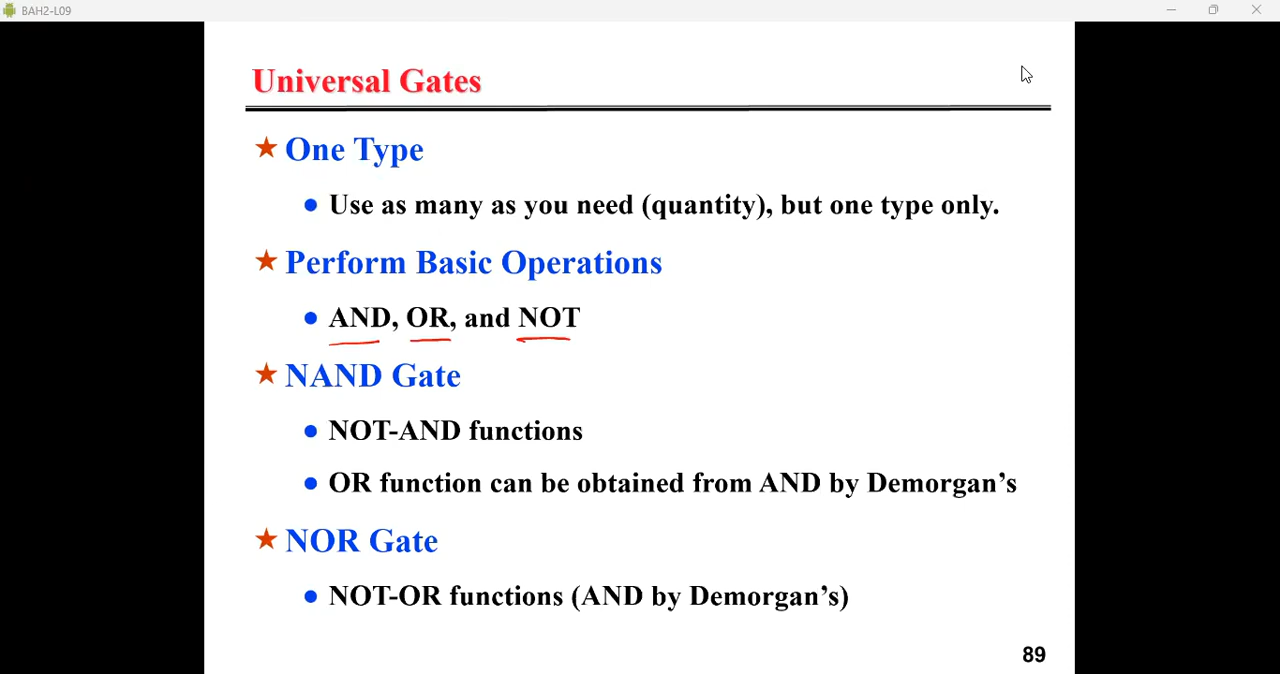 BAH2-L09
Universal Gates
One Type
Use as many as you need (quantity), but one type only.
Perform Basic Operations
AND, OR, and NOT
NAND Gate
NOT-AND functions
OR function can be obtained from AND by Demorgan’s
NOR Gate
NOT-OR functions (AND by Demorgan’s)
89